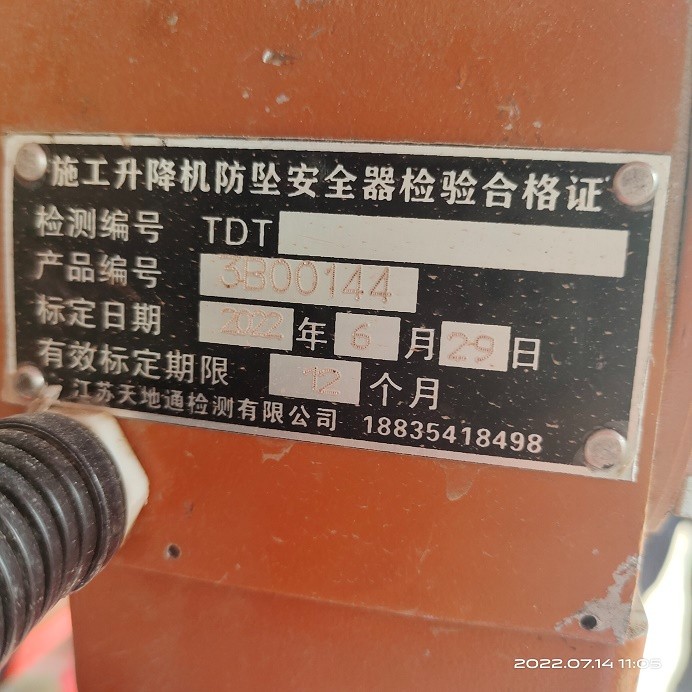 施工升降机防坠安全器检验合格证
检测编号 TDT
产品编号 3B00144
标定日期 2022 年 6 月 29 日
有效标定期限 12 个月
江苏天地通检测有限公司 18835418498
2022.07.14 11:05